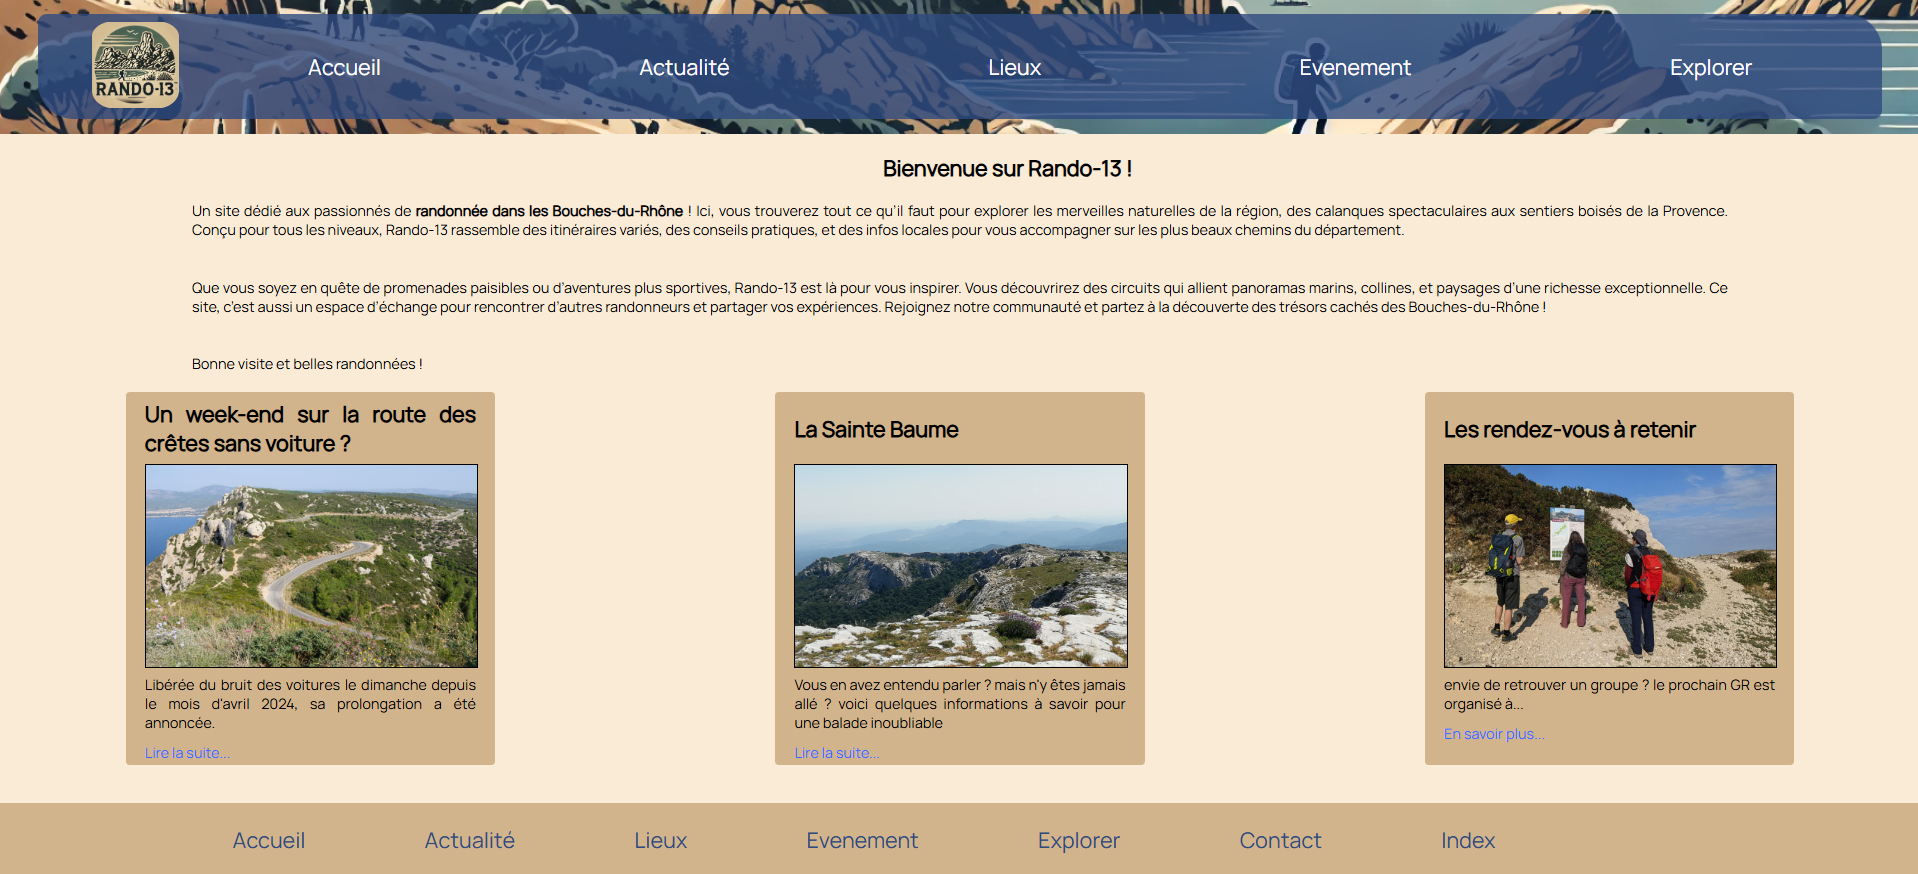 RANDO-13
Accueil
Actualité
Lieux
Evenement
Explorer
Bienvenue sur Rando-13 !
Un site dédié aux passionnés de randonnée dans les Bouches-du-Rhône ! Ici, vous trouverez tout ce qu'il faut pour explorer les merveilles naturelles de la région, des calanques spectaculaires aux sentiers boisés de la Provence.
Conçu pour tous les niveaux, Rando-13 rassemble des itinéraires variés, des conseils pratiques, et des infos locales pour vous accompagner sur les plus beaux chemins du département.
Que vous soyez en quête de promenades paisibles ou d'aventures plus sportives, Rando-13 est là pour vous inspirer. Vous découvrirez des circuits qui allient panoramas marins, collines, et paysages d'une richesse exceptionnelle. Ce
site, c'est aussi un espace d'échange pour rencontrer d'autres randonneurs et partager vos expériences. Rejoignez notre communauté et partez à la découverte des trésors cachés des Bouches-du-Rhône !
Bonne visite et belles randonnées !
Un week-end sur la route des
crêtes sans voiture ?
Libérée du bruit des voitures le dimanche depuis
le mois d'avril 2024, sa prolongation a été
annoncée.
Lire la suite...
La Sainte Baume
Vous en avez entendu parler ? mais n'y êtes jamais
allé ? voici quelques informations à savoir pour
une balade inoubliable
Lire la suite...
Les rendez-vous à retenir
envie de retrouver un groupe ? le prochain GR est
organisé à...
En savoir plus...
Accueil
Actualité
Lieux
Evenement
Explorer
Contact
Index